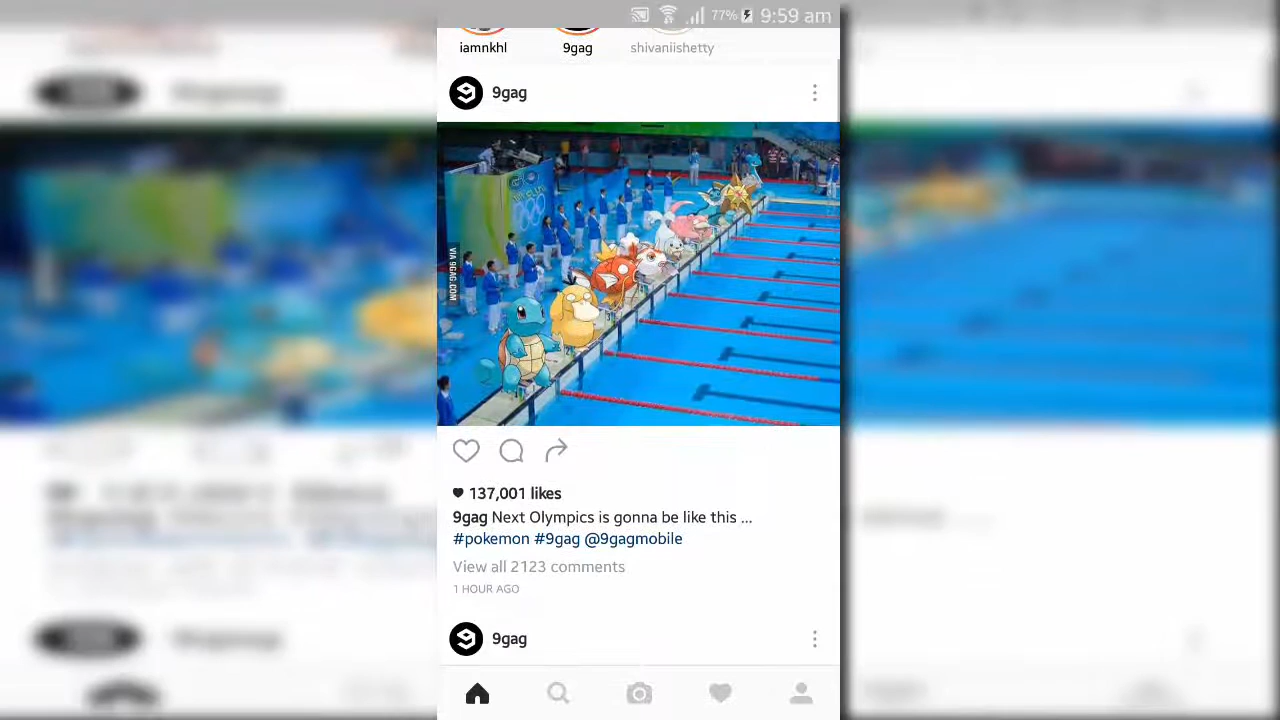 77% 9:59 am
iamnkhl 9gag shivaniishetty
9gag
VIA 9GAG.COM
137,001 likes
9gag Next Olympics is gonna be like this ...
#pokemon #9gag @9gagmobile
View all 2123 comments
1 HOUR AGO
9gag